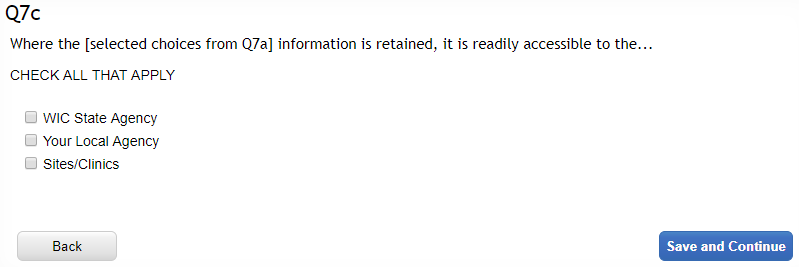 Q7c
Where the [selected choices from Q7a] information is retained, it is readily accessible to the...
CHECK ALL THAT APPLY
WIC State Agency
Your Local Agency
Sites/Clinics
Back
Save and Continue